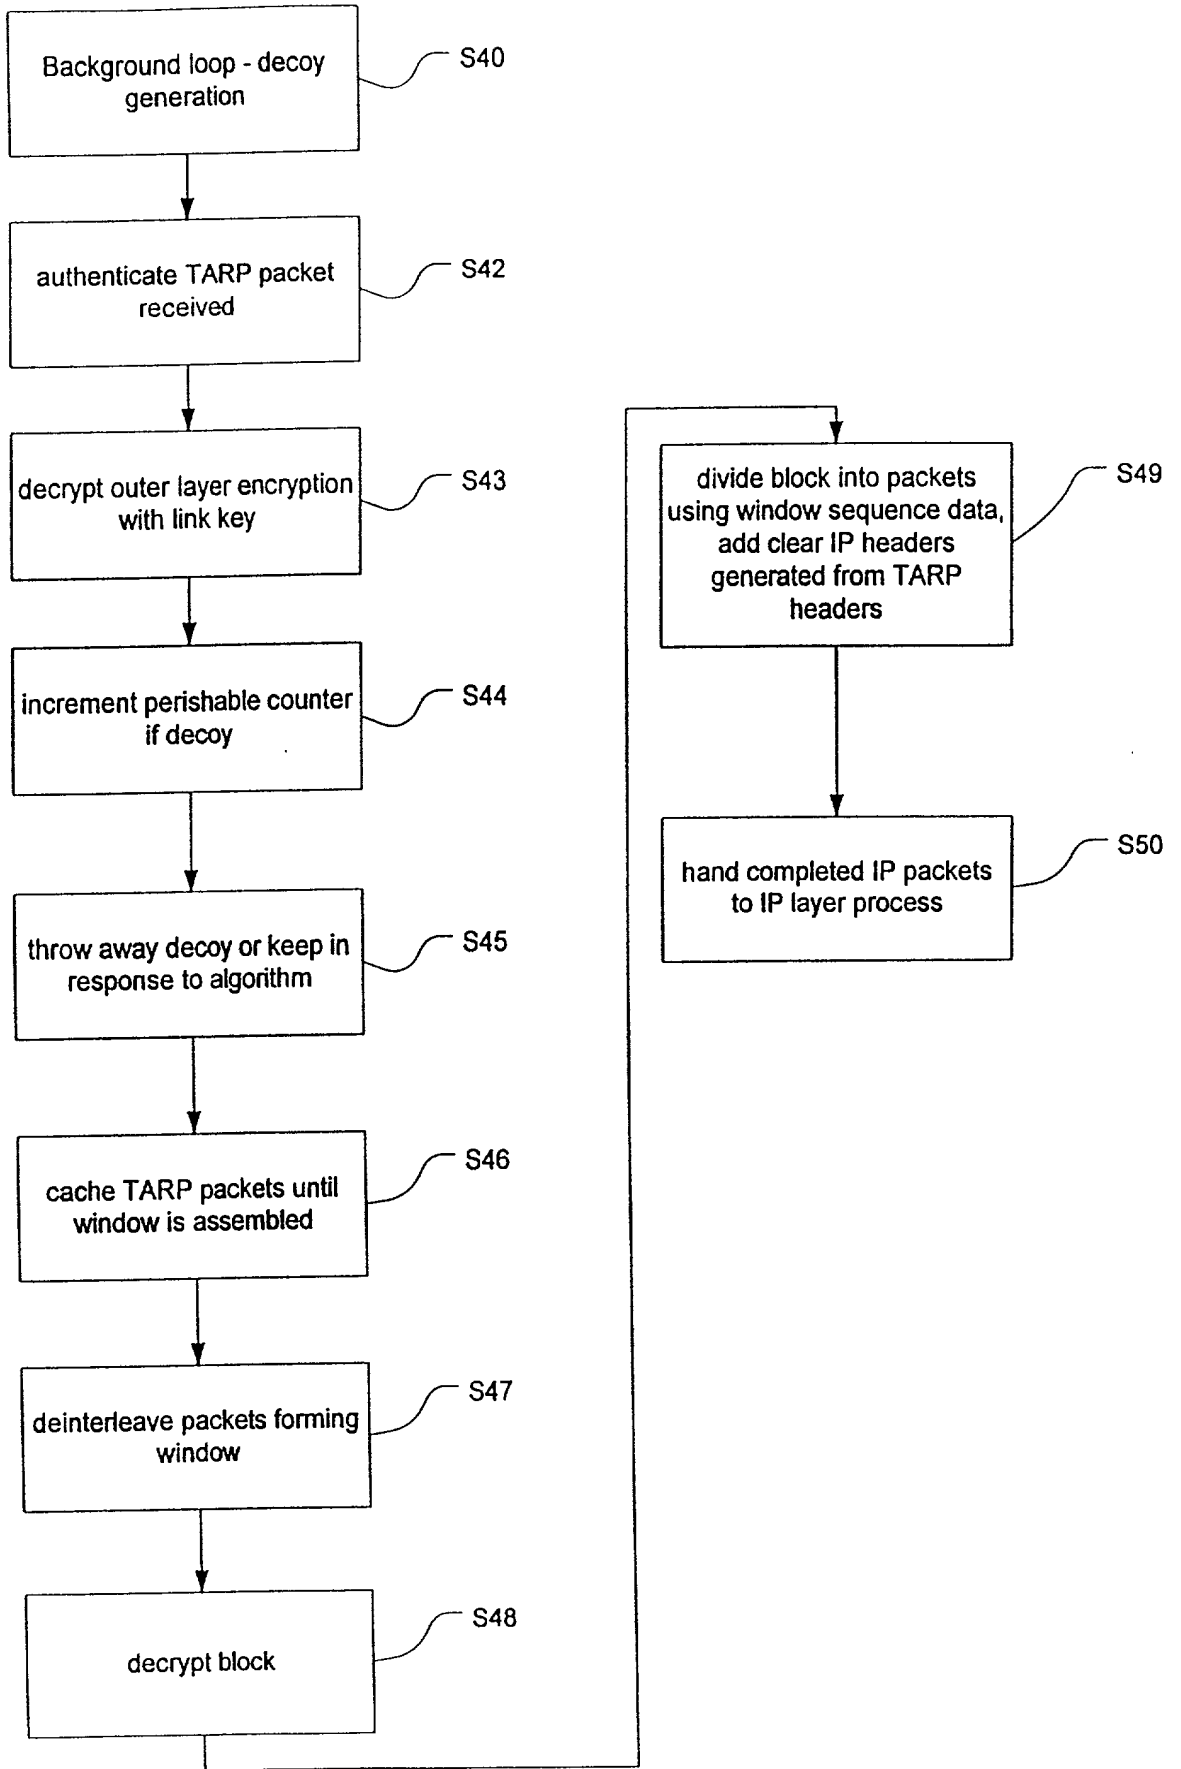 Background loop - decoy
generation
S40
authenticate TARP packet
received
S42
decrypt outer layer encryption
with link key
S43
increment perishable counter
if decoy
S44
throw away decoy or keep in
response to algorithm
S45
cache TARP packets until
window is assembled
S46
deinterleave packets forming
window
S47
decrypt block
S48
divide block into packets
using window sequence data,
add clear IP headers
generated from TARP
headers
S49
hand completed IP packets
to IP layer process
S50